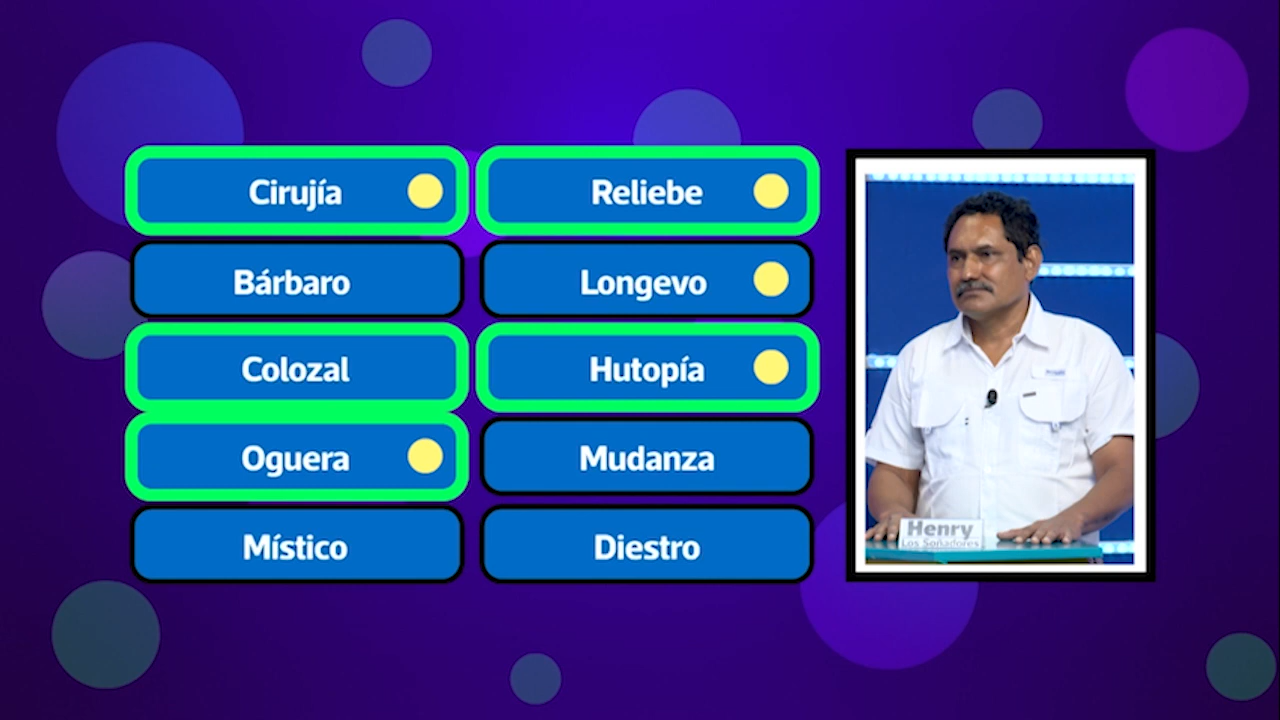 Cirujía
Reliebe
Bárbaro
Longevo
Colozal
Hutopía
Oguera
Mudanza
Místico
Diestro
Henry
Los Soñadores